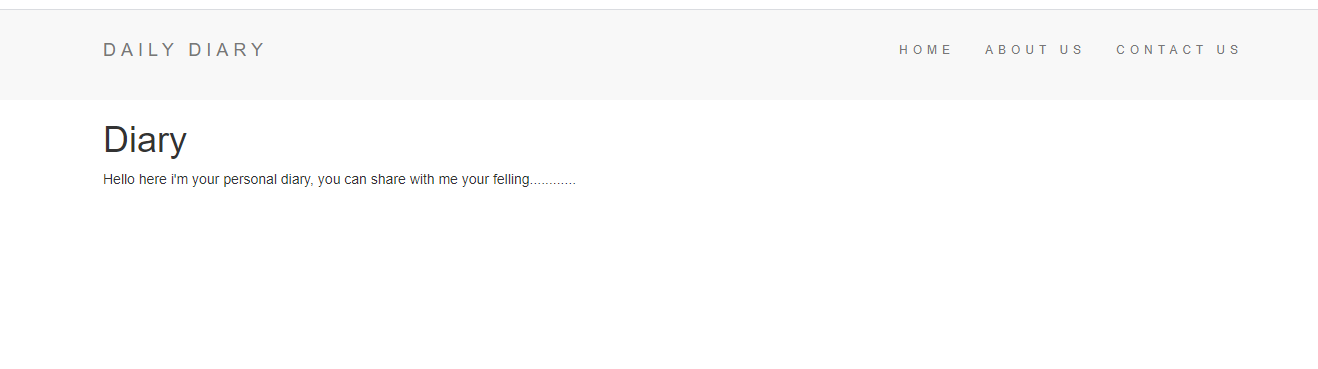 DAILY DIARY HOME ABOUT US CONTACT US
Diary
Hello here i'm your personal diary, you can share with me your felling............